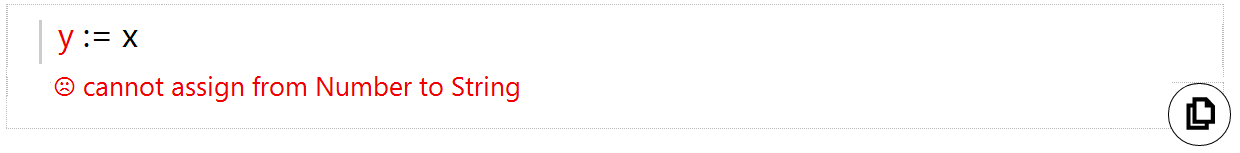 y := x
☹ cannot assign from Number to String